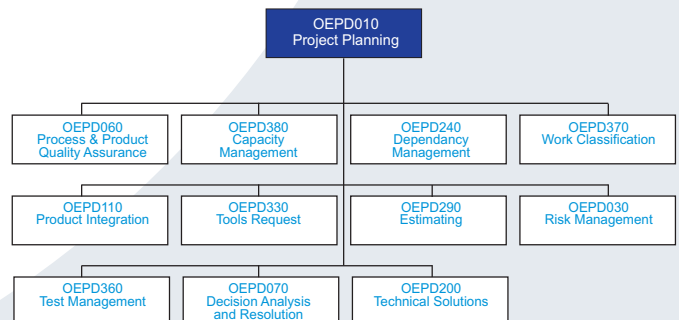 OEPD010
Project Planning
OEPD060
Process & Product
Quality Assurance
OEPD380
Capacity
Management
OEPD240
Dependancy
Management
OEPD370
Work Classification
OEPD110
Product Integration
OEPD330
Tools Request
OEPD290
Estimating
OEPD030
Risk Management
OEPD360
Test Management
OEPD070
Decision Analysis
and Resolution
OEPD200
Technical Solutions